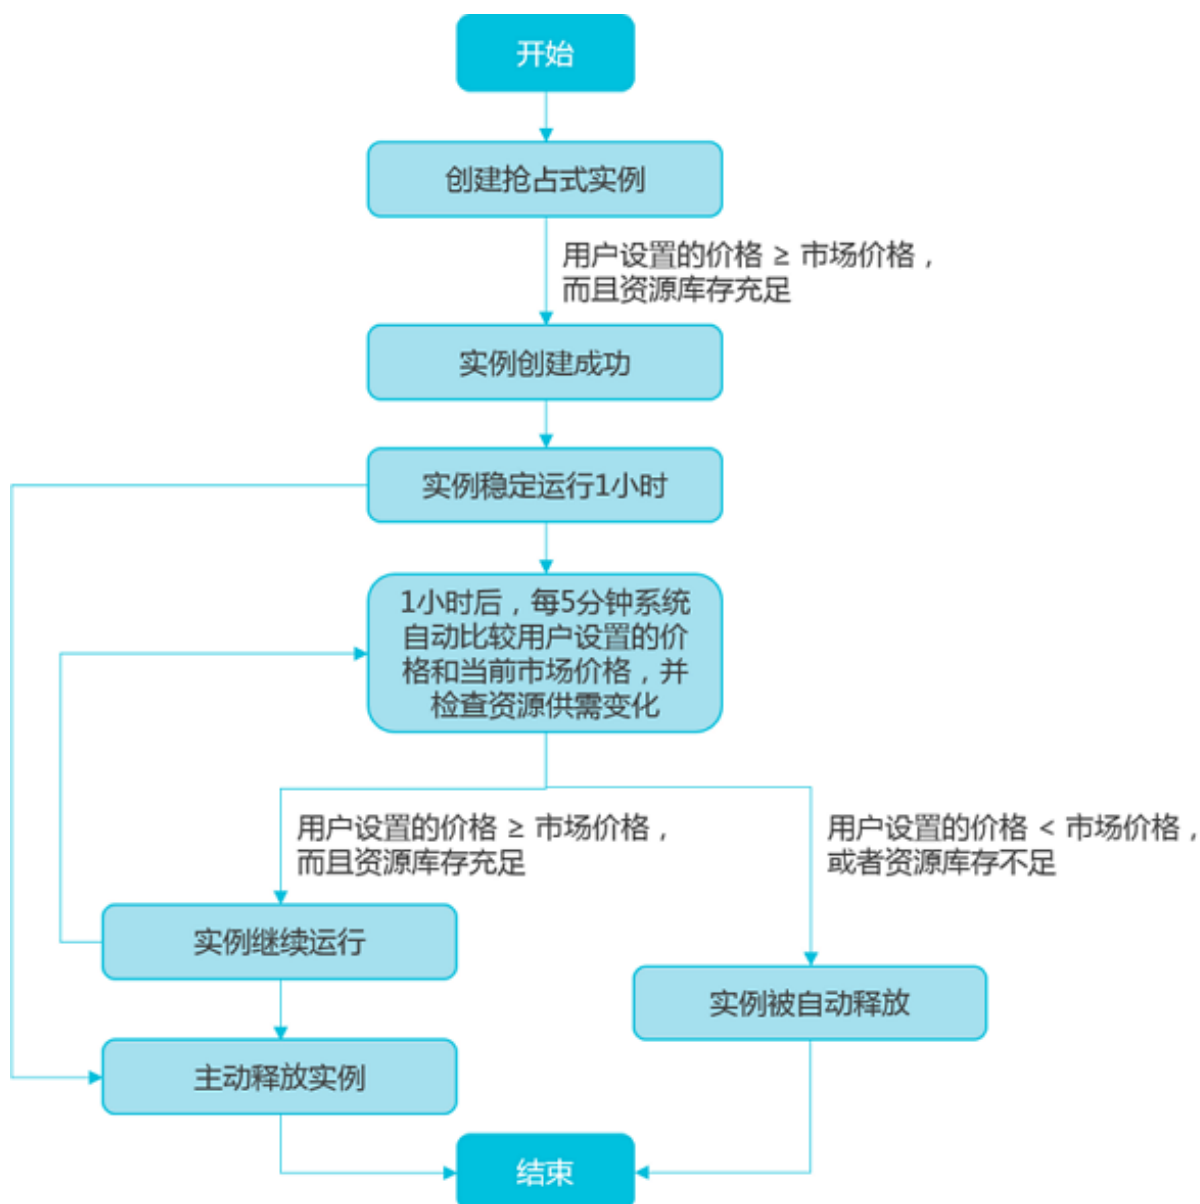 开始
创建抢占式实例
用户设置的价格 ≥ 市场价格，
而且资源库存充足
实例创建成功
实例稳定运行1小时
1小时后，每5分钟系统
自动比较用户设置的价
格和当前市场价格，并
检查资源供需变化
用户设置的价格 ≥ 市场价格，
而且资源库存充足
用户设置的价格 < 市场价格，
或者资源库存不足
实例继续运行
实例被自动释放
主动释放实例
结束